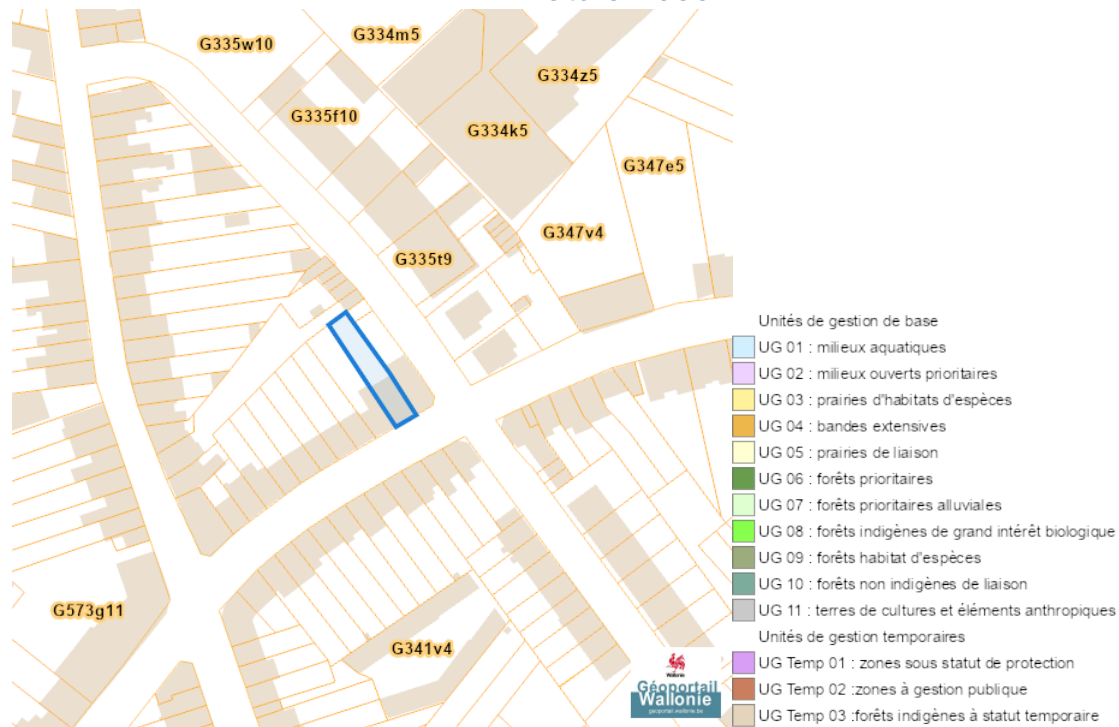 G335w10
G334m5
G334z5
G335f10
G334k5
G347e5
G347v4
G335t9
G573g11
G341v4
Wallonie
Géoportail
Wallonie
geoportail.wallonie.be
Unités de gestion de base
UG 01 : milieux aquatiques
UG 02 : milieux ouverts prioritaires
UG 03 : prairies d'habitats d'espèces
UG 04 : bandes extensives
UG 05 : prairies de liaison
UG 06 : forêts prioritaires
UG 07 : forêts prioritaires alluviales
UG 08 : forêts indigènes de grand intérêt biologique
UG 09 : forêts habitat d'espèces
UG 10 : forêts non indigènes de liaison
UG 11 : terres de cultures et éléments anthropiques
Unités de gestion temporaires
UG Temp 01 : zones sous statut de protection
UG Temp 02 :zones à gestion publique
UG Temp 03 :forêts indigènes à statut temporaire